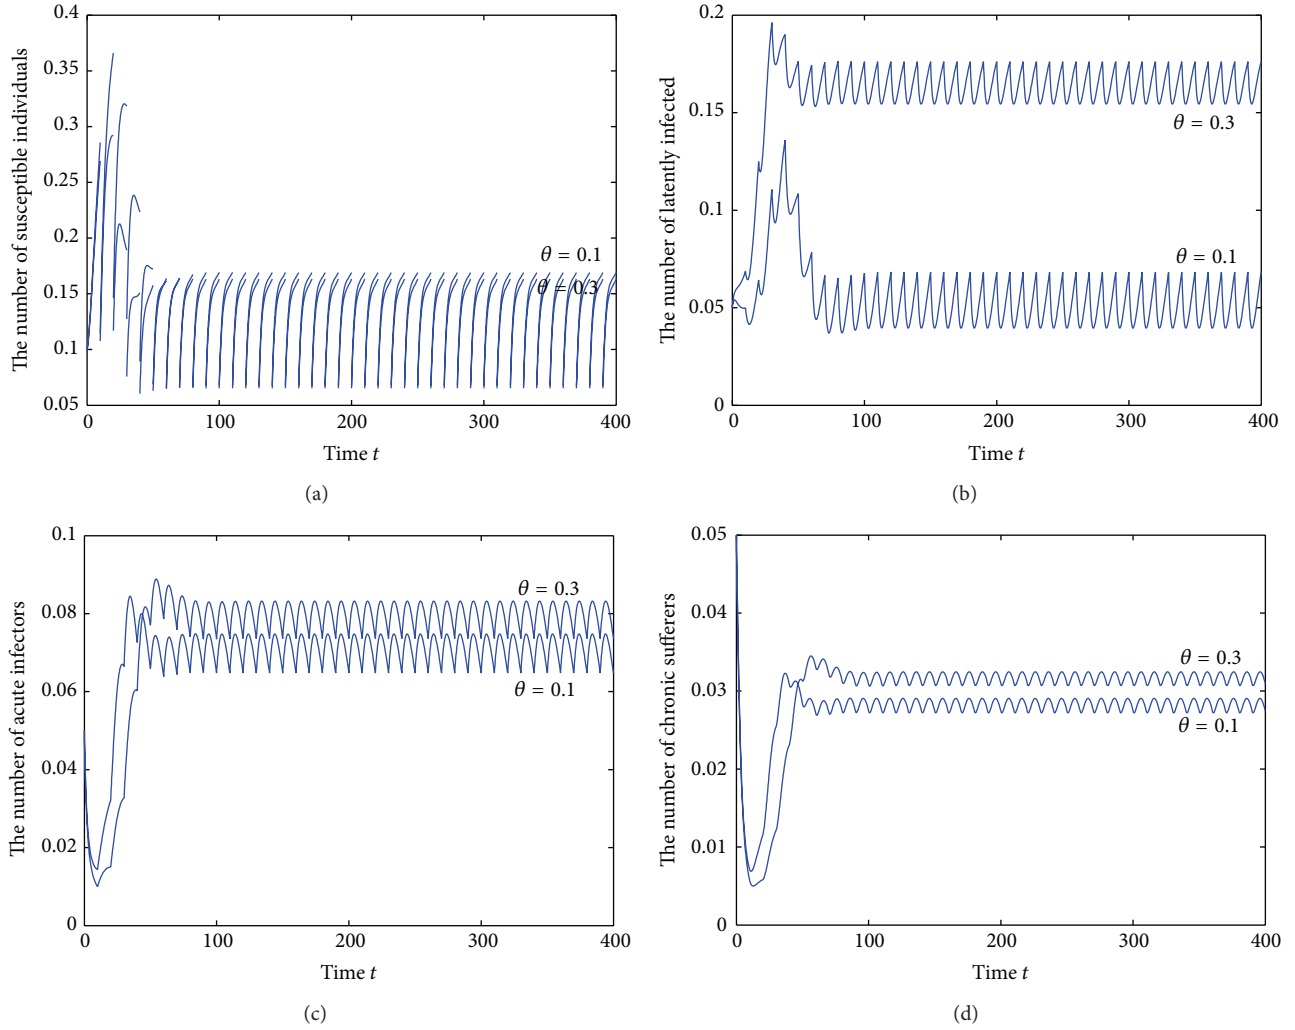 The number of susceptible individuals
0.4
0.35
0.3
0.25
0.2
0.15
0.1
0.05
θ = 0.1
θ = 0.3
0 100 200 300 400
Time t
(a)
The number of latently infected
0.2
0.15
0.1
0.05
0
θ = 0.3
θ = 0.1
0 100 200 300 400
Time t
(b)
The number of acute infectors
0.1
0.08
0.06
0.04
0.02
0
θ = 0.3
θ = 0.1
0 100 200 300 400
Time t
(c)
The number of chronic sufferers
0.05
0.04
0.03
0.02
0.01
0
θ = 0.3
θ = 0.1
0 100 200 300 400
Time t
(d)